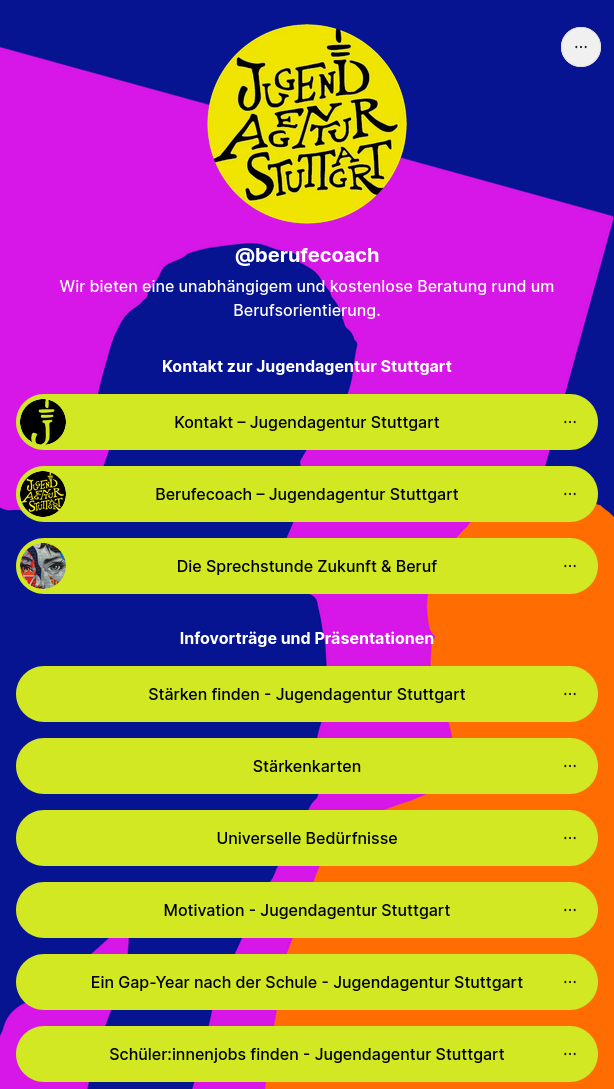 JUGEND
AGENTUR
STUTTGART
@berufecoach
Wir bieten eine unabhängigem und kostenlose Beratung rund um
Berufsorientierung.
Kontakt zur Jugendagentur Stuttgart
Kontakt – Jugendagentur Stuttgart
JUGEND
AGENTUR
STUTTGART
Berufecoach – Jugendagentur Stuttgart
Die Sprechstunde Zukunft & Beruf
Infovorträge und Präsentationen
Stärken finden - Jugendagentur Stuttgart
Stärkenkarten
Universelle Bedürfnisse
Motivation - Jugendagentur Stuttgart
Ein Gap-Year nach der Schule - Jugendagentur Stuttgart
Schüler:innenjobs finden - Jugendagentur Stuttgart